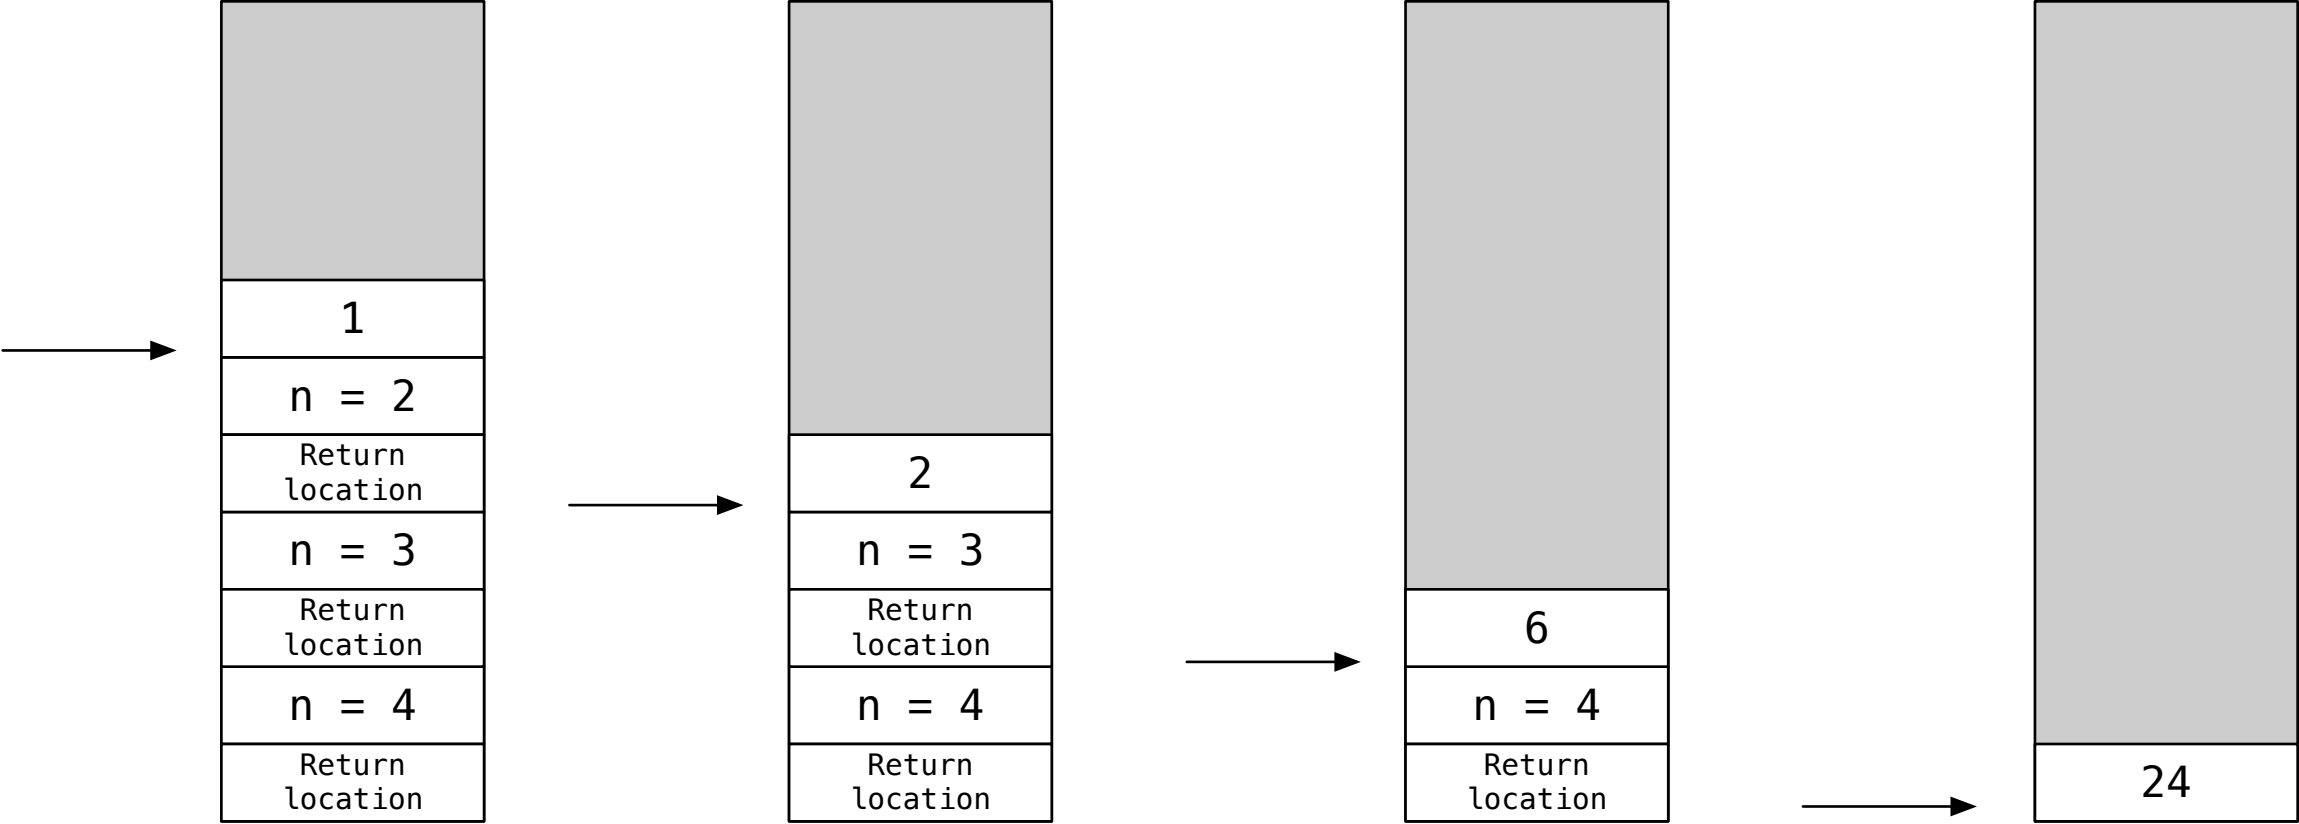 1
n = 2
Return
location
n = 3
Return
location
n = 4
Return
location
2
n = 3
Return
location
n = 4
Return
location
6
n = 4
Return
location
24